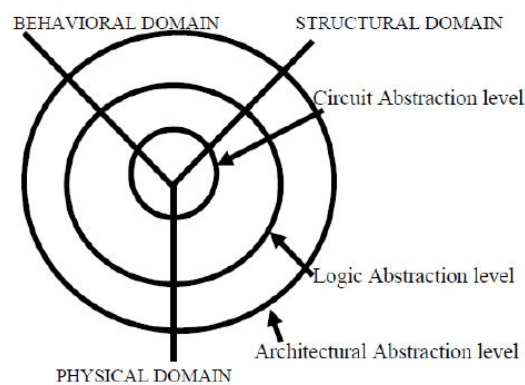 BEHAVIORAL DOMAIN
STRUCTURAL DOMAIN
Circuit Abstraction level
Logic Abstraction level
Architectural Abstraction level
PHYSICAL DOMAIN